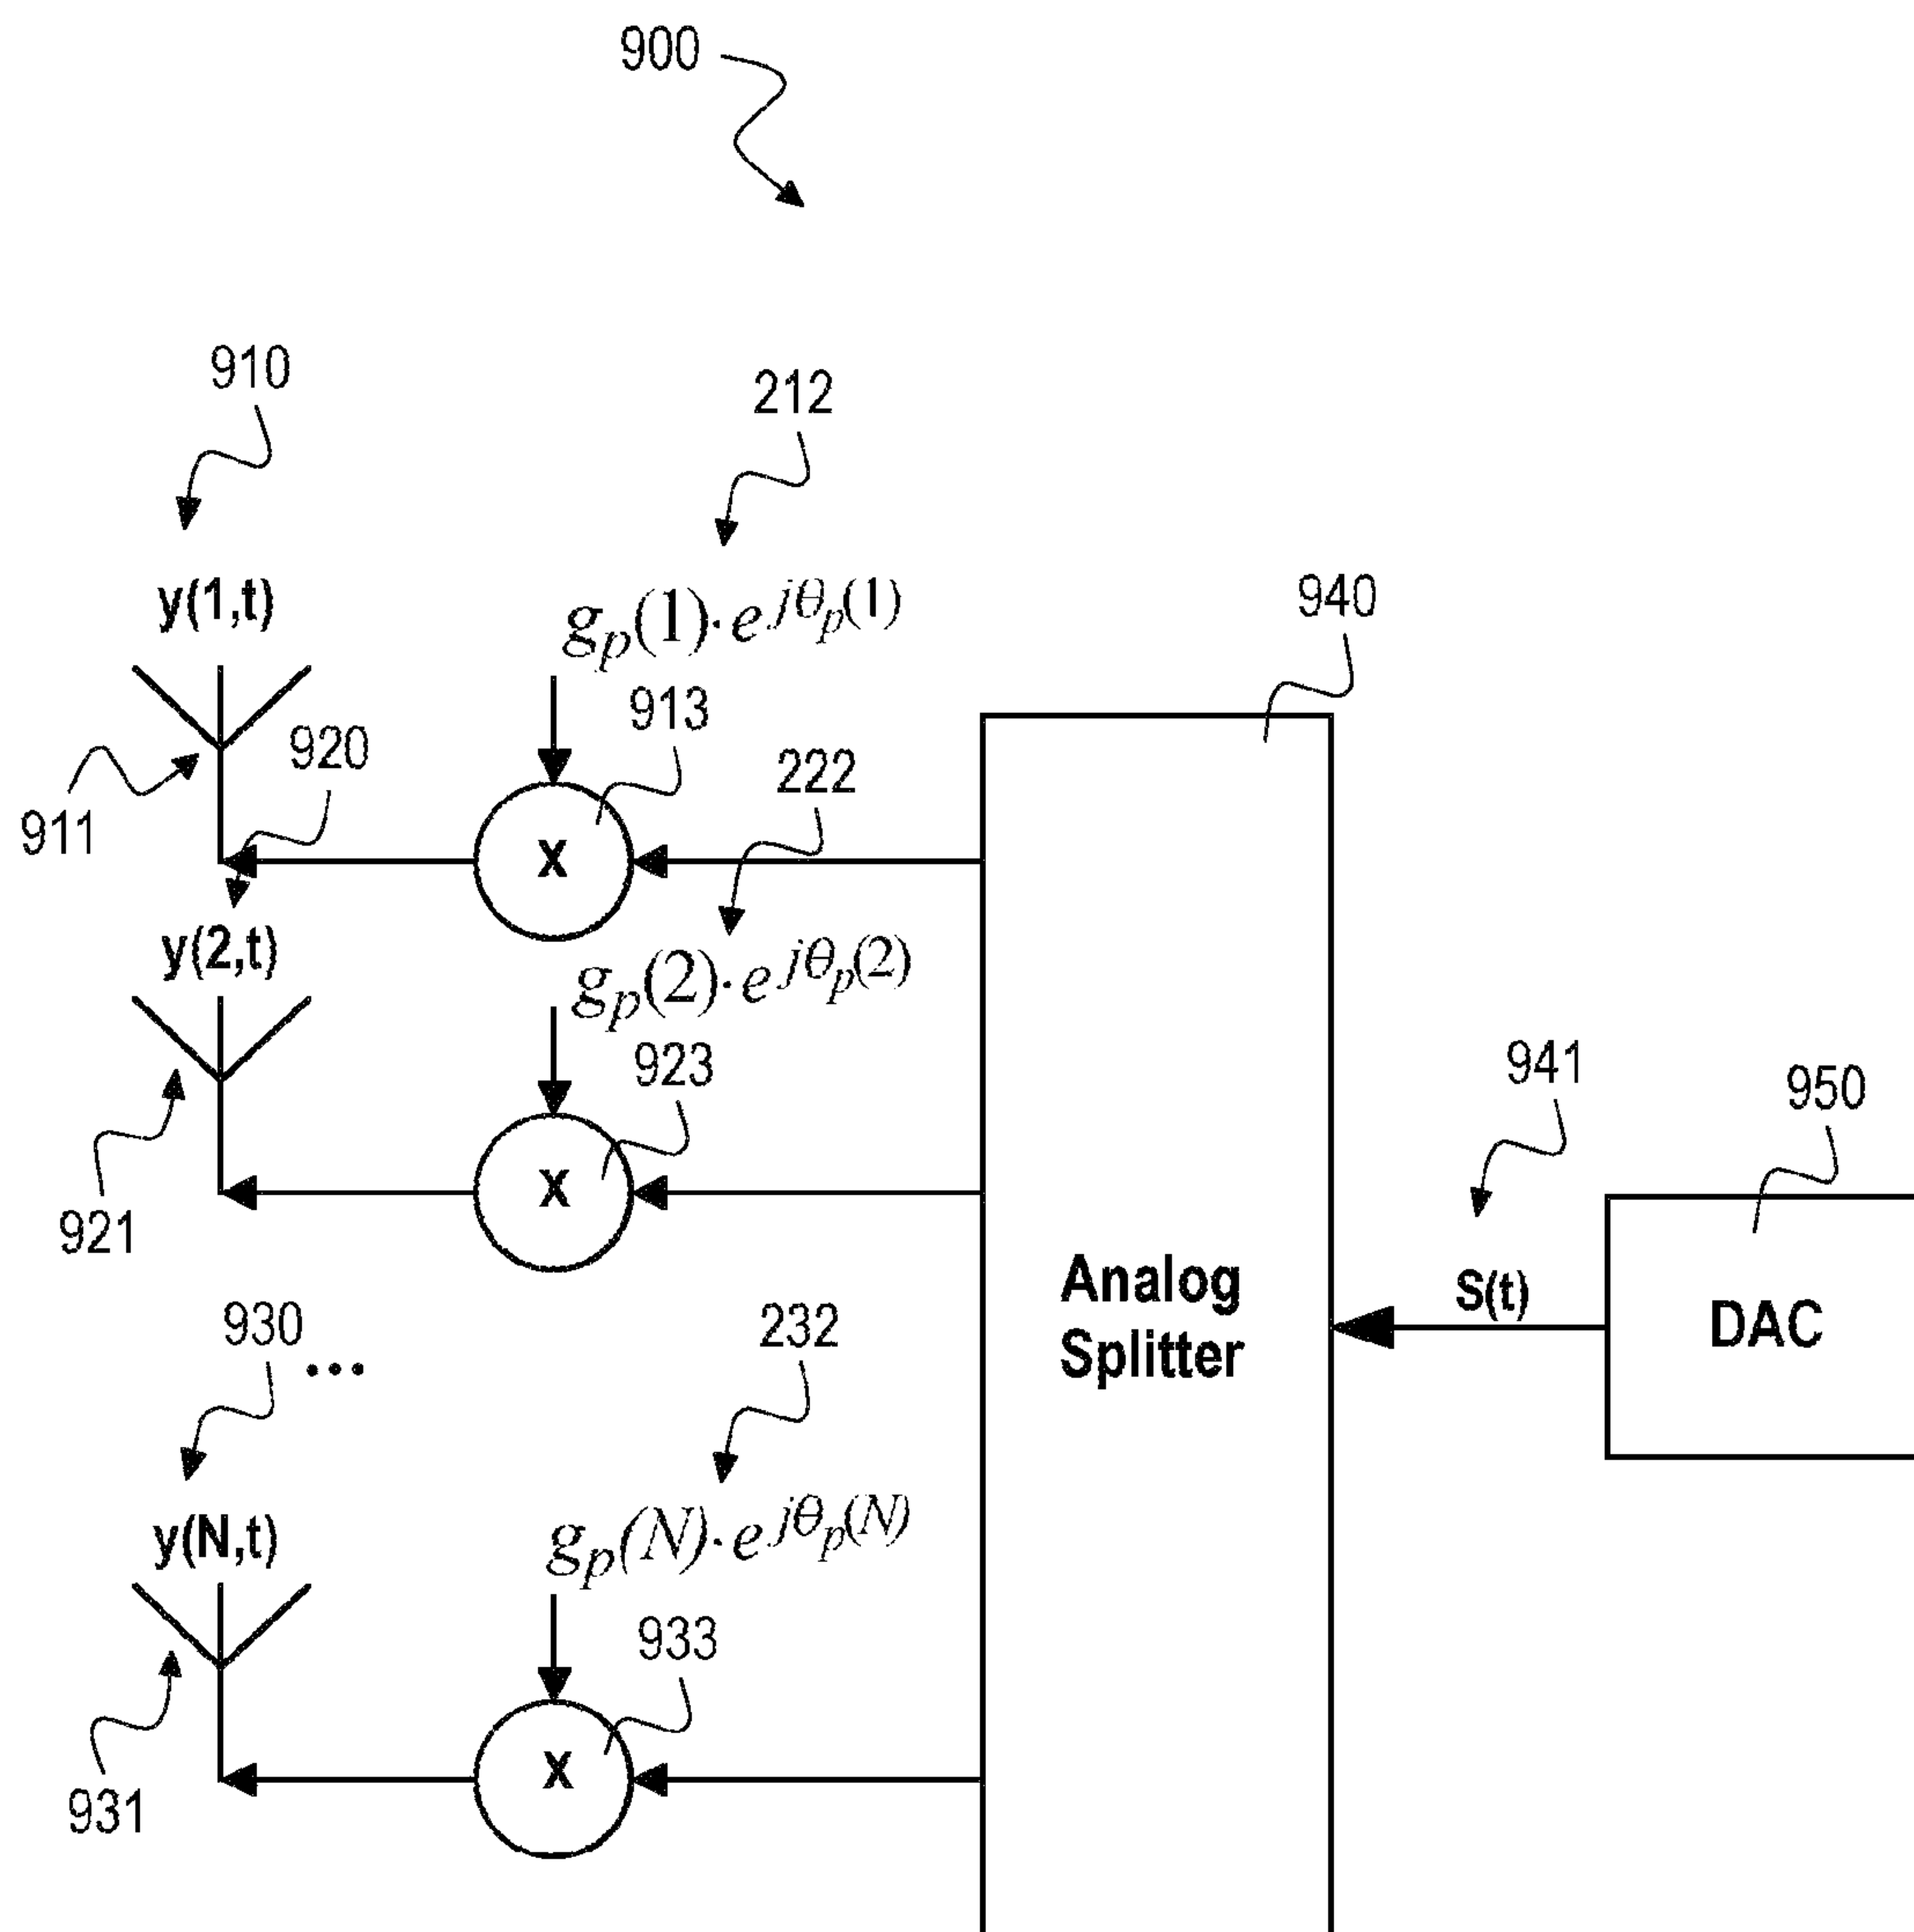 900
910
212
y(1,t)
g_p(1)·e^{jθ_p(1)}
940
913
920
222
911
X
y(2,t)
g_p(2)·e^{jθ_p(2)}
923
941
950
921
X
Analog
Splitter
S(t)
DAC
930
...
232
y(N,t)
g_p(N)·e^{jθ_p(N)}
933
931
X